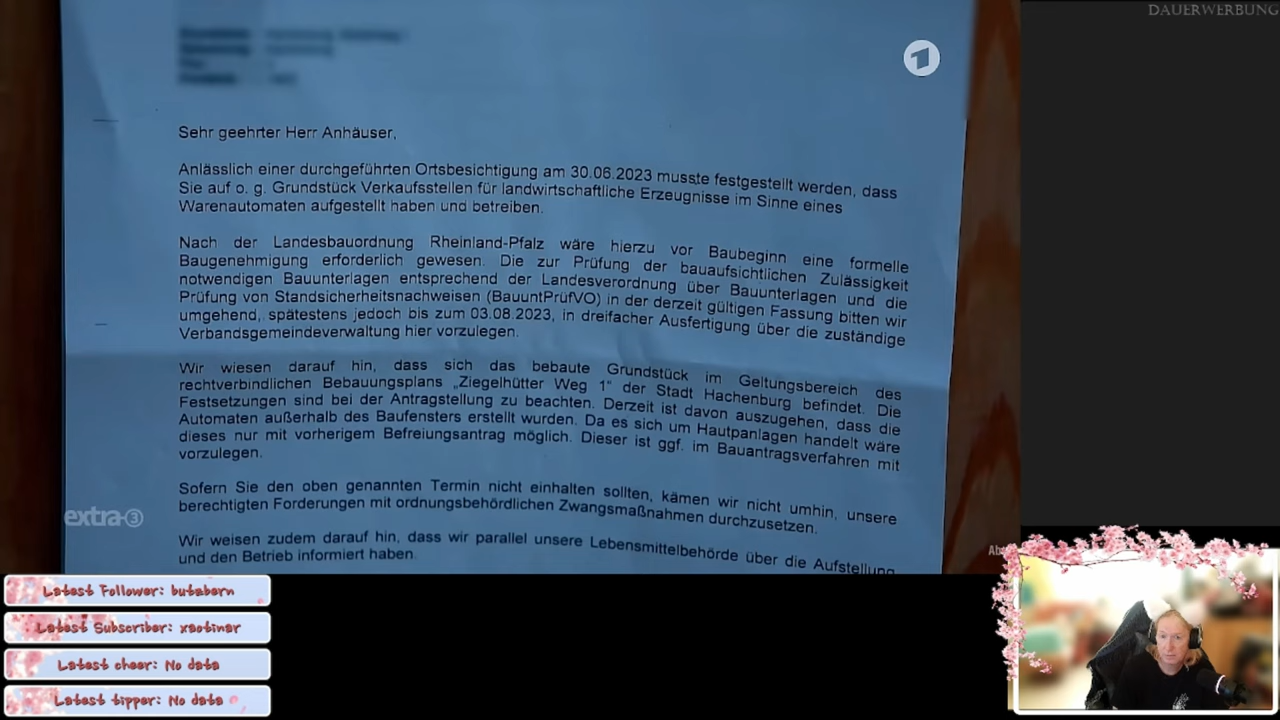 DAUERWERBUNG
Sehr geehrter Herr Anhäuser,
Anlässlich einer durchgeführten Ortsbesichtigung am 30.06.2023 musste festgestellt werden, dass
Sie auf o. g. Grundstück Verkaufsstellen für landwirtschaftliche Erzeugnisse im Sinne eines
Warenautomaten aufgestellt haben und betreiben.
Nach der Landesbauordnung Rheinland-Pfalz wäre hierzu vor Baubeginn eine formelle
Baugenehmigung erforderlich gewesen. Die zur Prüfung der bauaufsichtlichen Zulässigkeit
notwendigen Bauunterlagen entsprechend der Landesverordnung über Bauunterlagen und die
Prüfung von Standsicherheitsnachweisen (BauuntPrüfVO) in der derzeit gültigen Fassung bitten wir
umgehend, spätestens jedoch bis zum 03.08.2023, in dreifacher Ausfertigung über die zuständige
Verbandsgemeindeverwaltung hier vorzulegen.
Wir wiesen darauf hin, dass sich das bebaute Grundstück im Geltungsbereich des
rechtverbindlichen Bebauungsplans „Ziegelhütter Weg 1“ der Stadt Hachenburg befindet. Die
Festsetzungen sind bei der Antragstellung zu beachten. Derzeit ist davon auszugehen, dass die
Automaten außerhalb des Baufensters erstellt wurden. Da es sich um Hautpanlagen handelt wäre
dieses nur mit vorherigem Befreiungsantrag möglich. Dieser ist ggf. im Bauantragsverfahren mit
vorzulegen.
Sofern Sie den oben genannten Termin nicht einhalten sollten, kämen wir nicht umhin, unsere
berechtigten Forderungen mit ordnungsbehördlichen Zwangsmaßnahmen durchzusetzen.
Wir weisen zudem darauf hin, dass wir parallel unsere Lebensmittelbehörde über die Aufstellung
und den Betrieb informiert haben.
extra 3
Latest Follower: butabern
Latest Subscriber: xaotinar
Latest cheer: No data
Latest tipper: No data